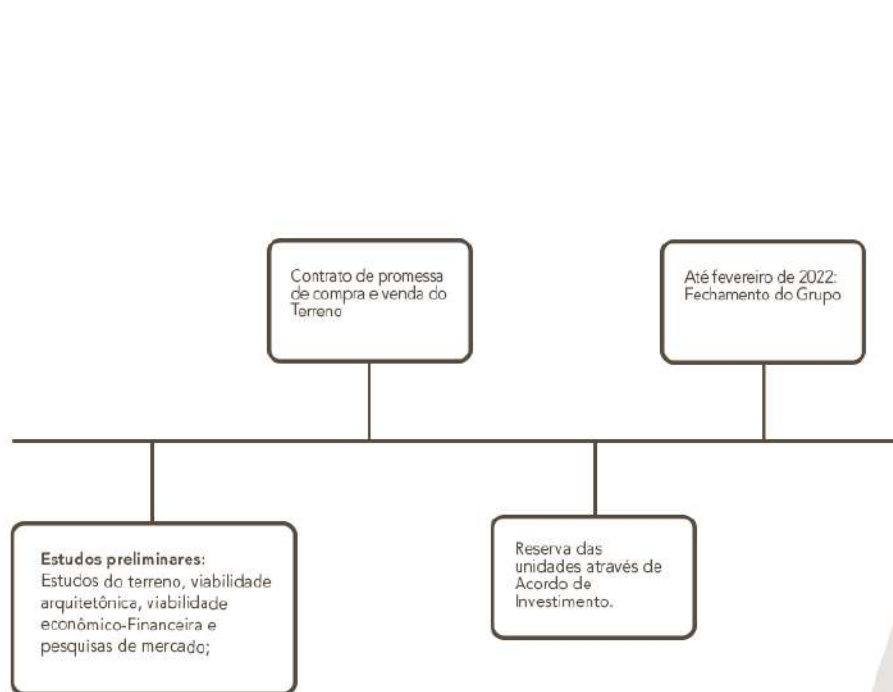 Contrato de promessa
de compra e venda do
Terreno
Até fevereiro de 2022:
Fechamento do Grupo
Estudos preliminares:
Estudos do terreno, viabilidade
arquitetônica, viabilidade
econômico-Financeira e
pesquisas de mercado;
Reserva das
unidades através de
Acordo de
Investimento.